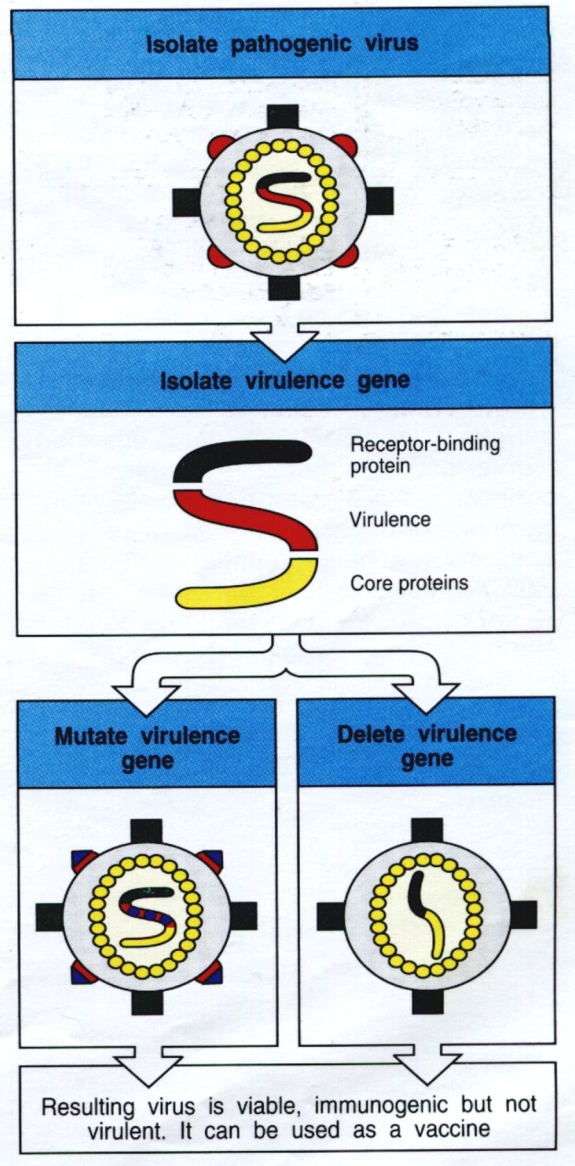 Isolate pathogenic virus
Isolate virulence gene
Receptor-binding
protein
Virulence
Core proteins
Mutate virulence
gene
Delete virulence
gene
Resulting virus is viable, immunogenic but not
virulent. It can be used as a vaccine